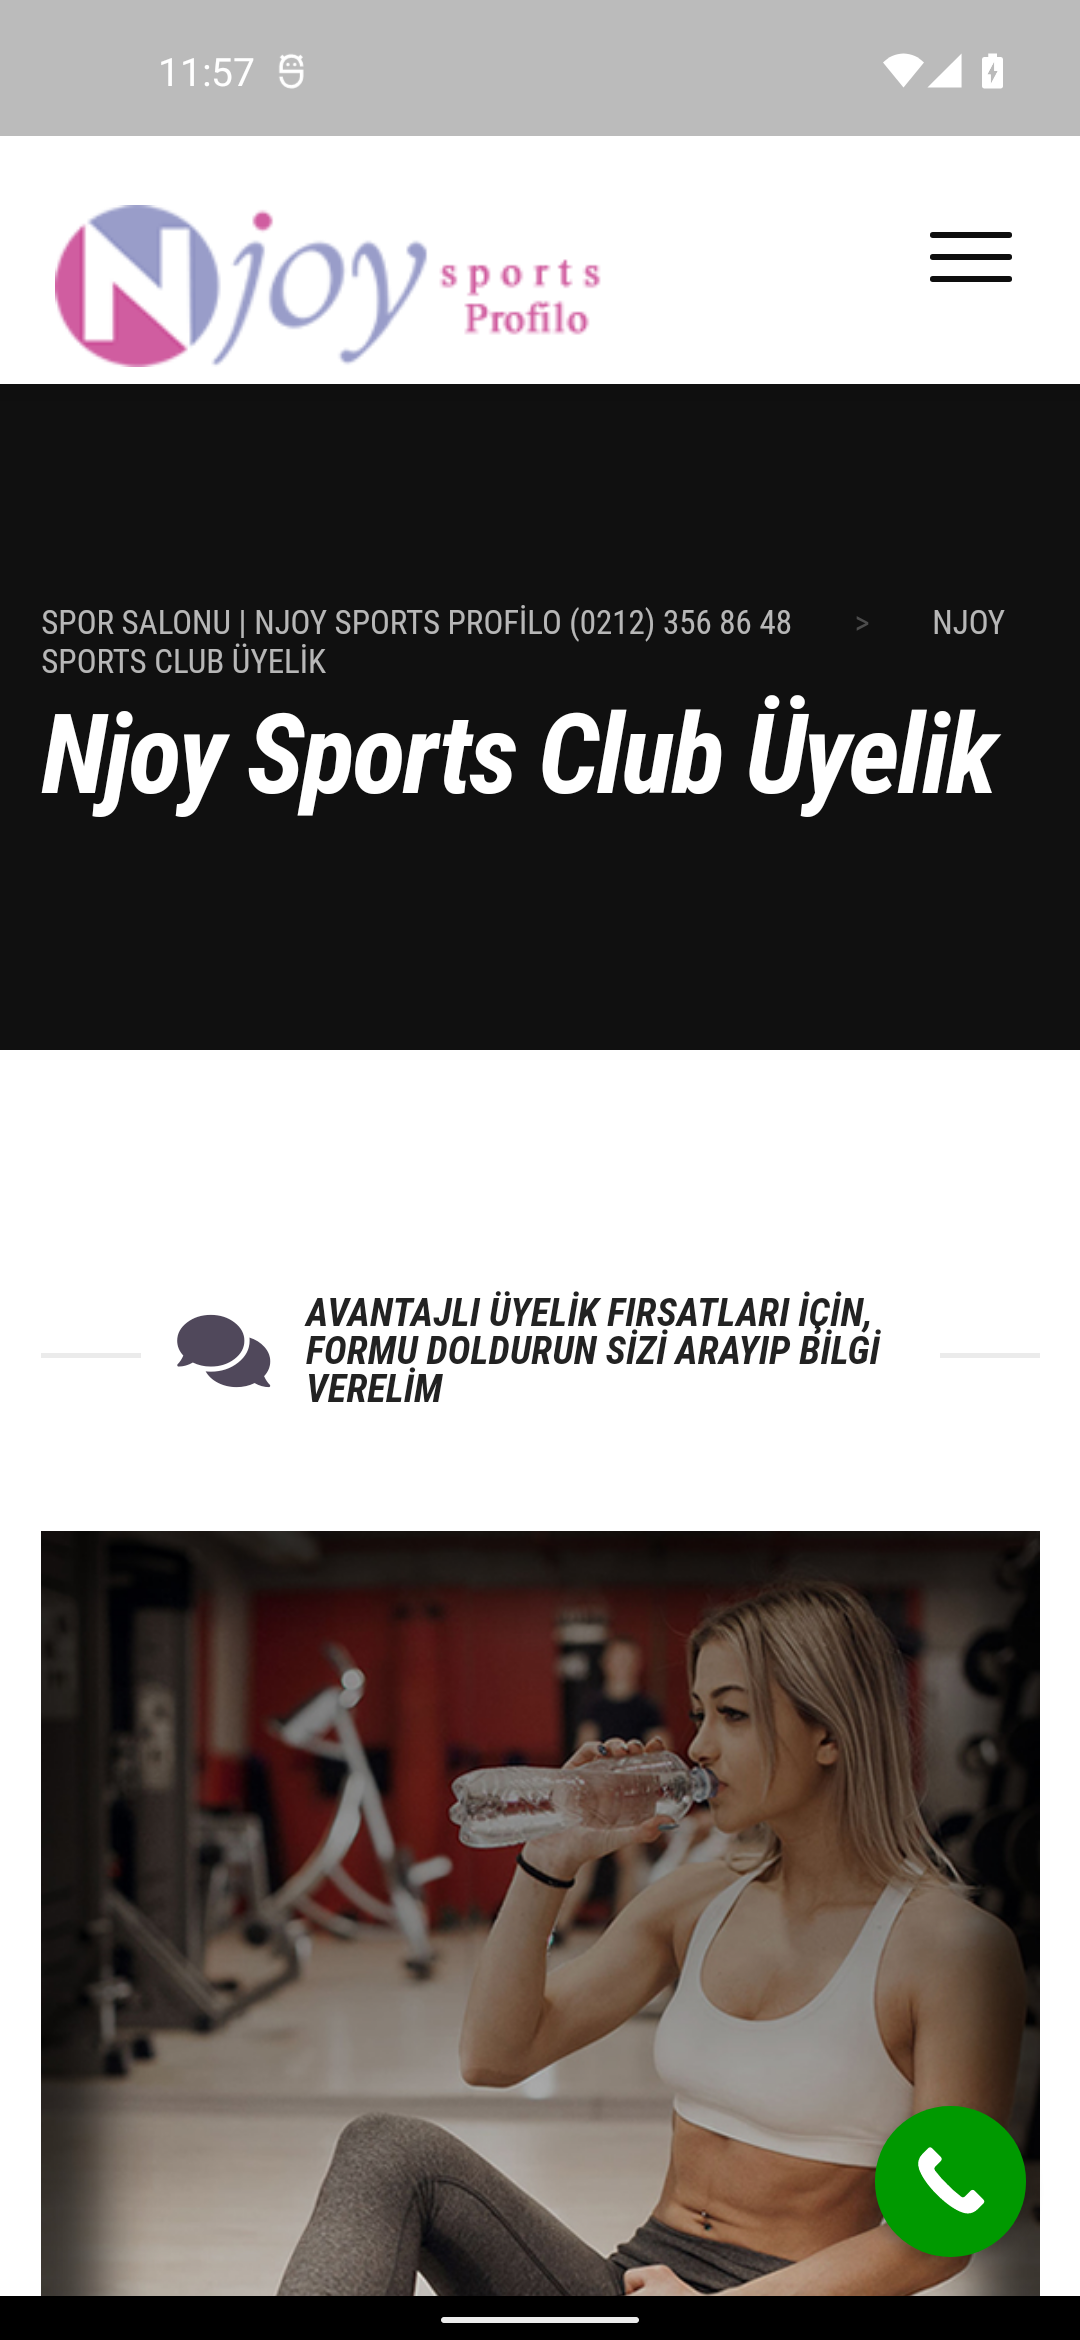 11:57
Njoy sports
Profilo
SPOR SALONU | NJOY SPORTS PROFİLO (0212) 356 86 48 > NJOY
SPORTS CLUB ÜYELİK
Njoy Sports Club Üyelik
AVANTAJLI ÜYELİK FIRSATLARI İÇİN,
FORMU DOLDURUN SİZİ ARAYIP BİLGİ
VERELİM